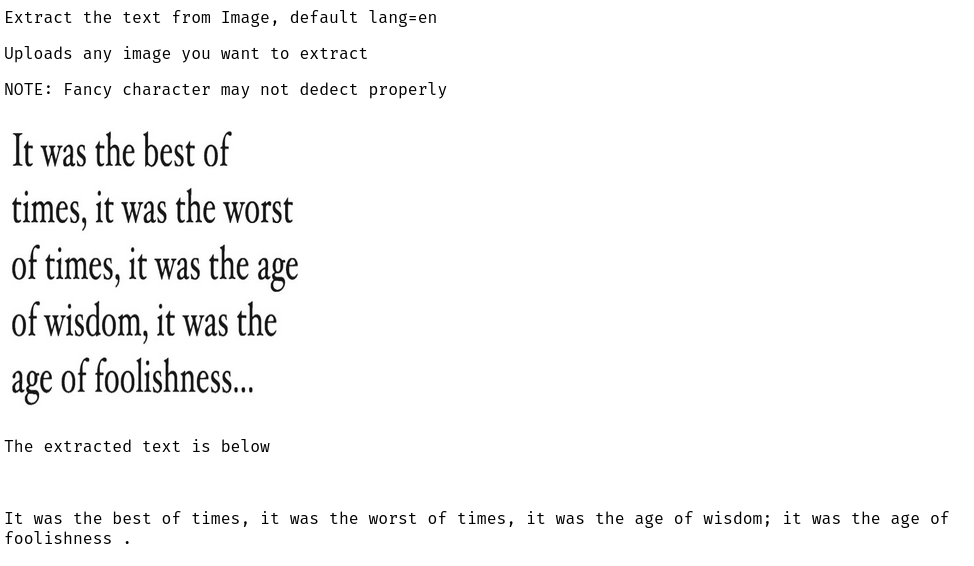 Extract the text from Image, default lang=en
Uploads any image you want to extract
NOTE: Fancy character may not dedect properly
It was the best of
times, it was the worst
of times, it was the age
of wisdom, it was the
age of foolishness...
The extracted text is below
It was the best of times, it was the worst of times, it was the age of wisdom; it was the age of
foolishness .